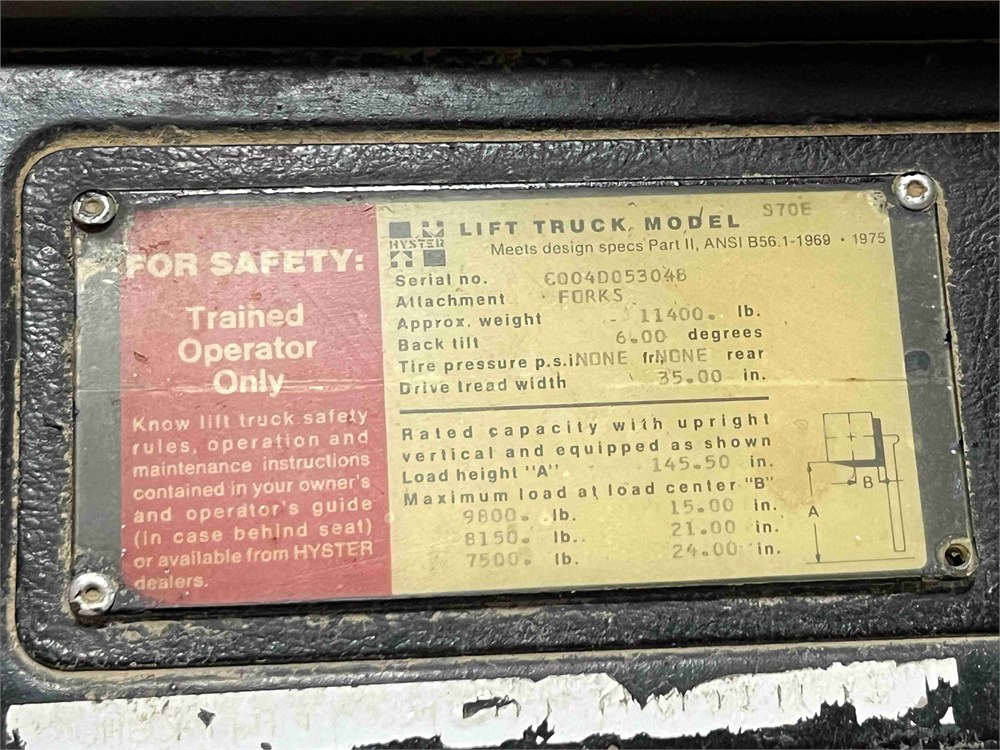 FOR SAFETY:
Trained
Operator
Only
Know lift truck safety
rules, operation and
maintenance instructions
contained in your owner's
and operator's guide
(in case behind seat)
or available from HYSTER
dealers.
HYSTER
LIFT TRUCK MODEL S70E
Meets design specs Part II, ANSI B56.1-1969 · 1975
Serial no. C004D05304B
Attachment FORKS
Approx. weight 11400. lb.
Back tilt 6.00 degrees
Tire pressure p.s.i. NONE fr. NONE rear
Drive tread width 35.00 in.
Rated capacity with upright
vertical and equipped as shown
Load height "A" 145.50 in.
Maximum load at load center "B"
9800. lb. 15.00 in.
8150. lb. 21.00 in.
7500. lb. 24.00 in.
B
A